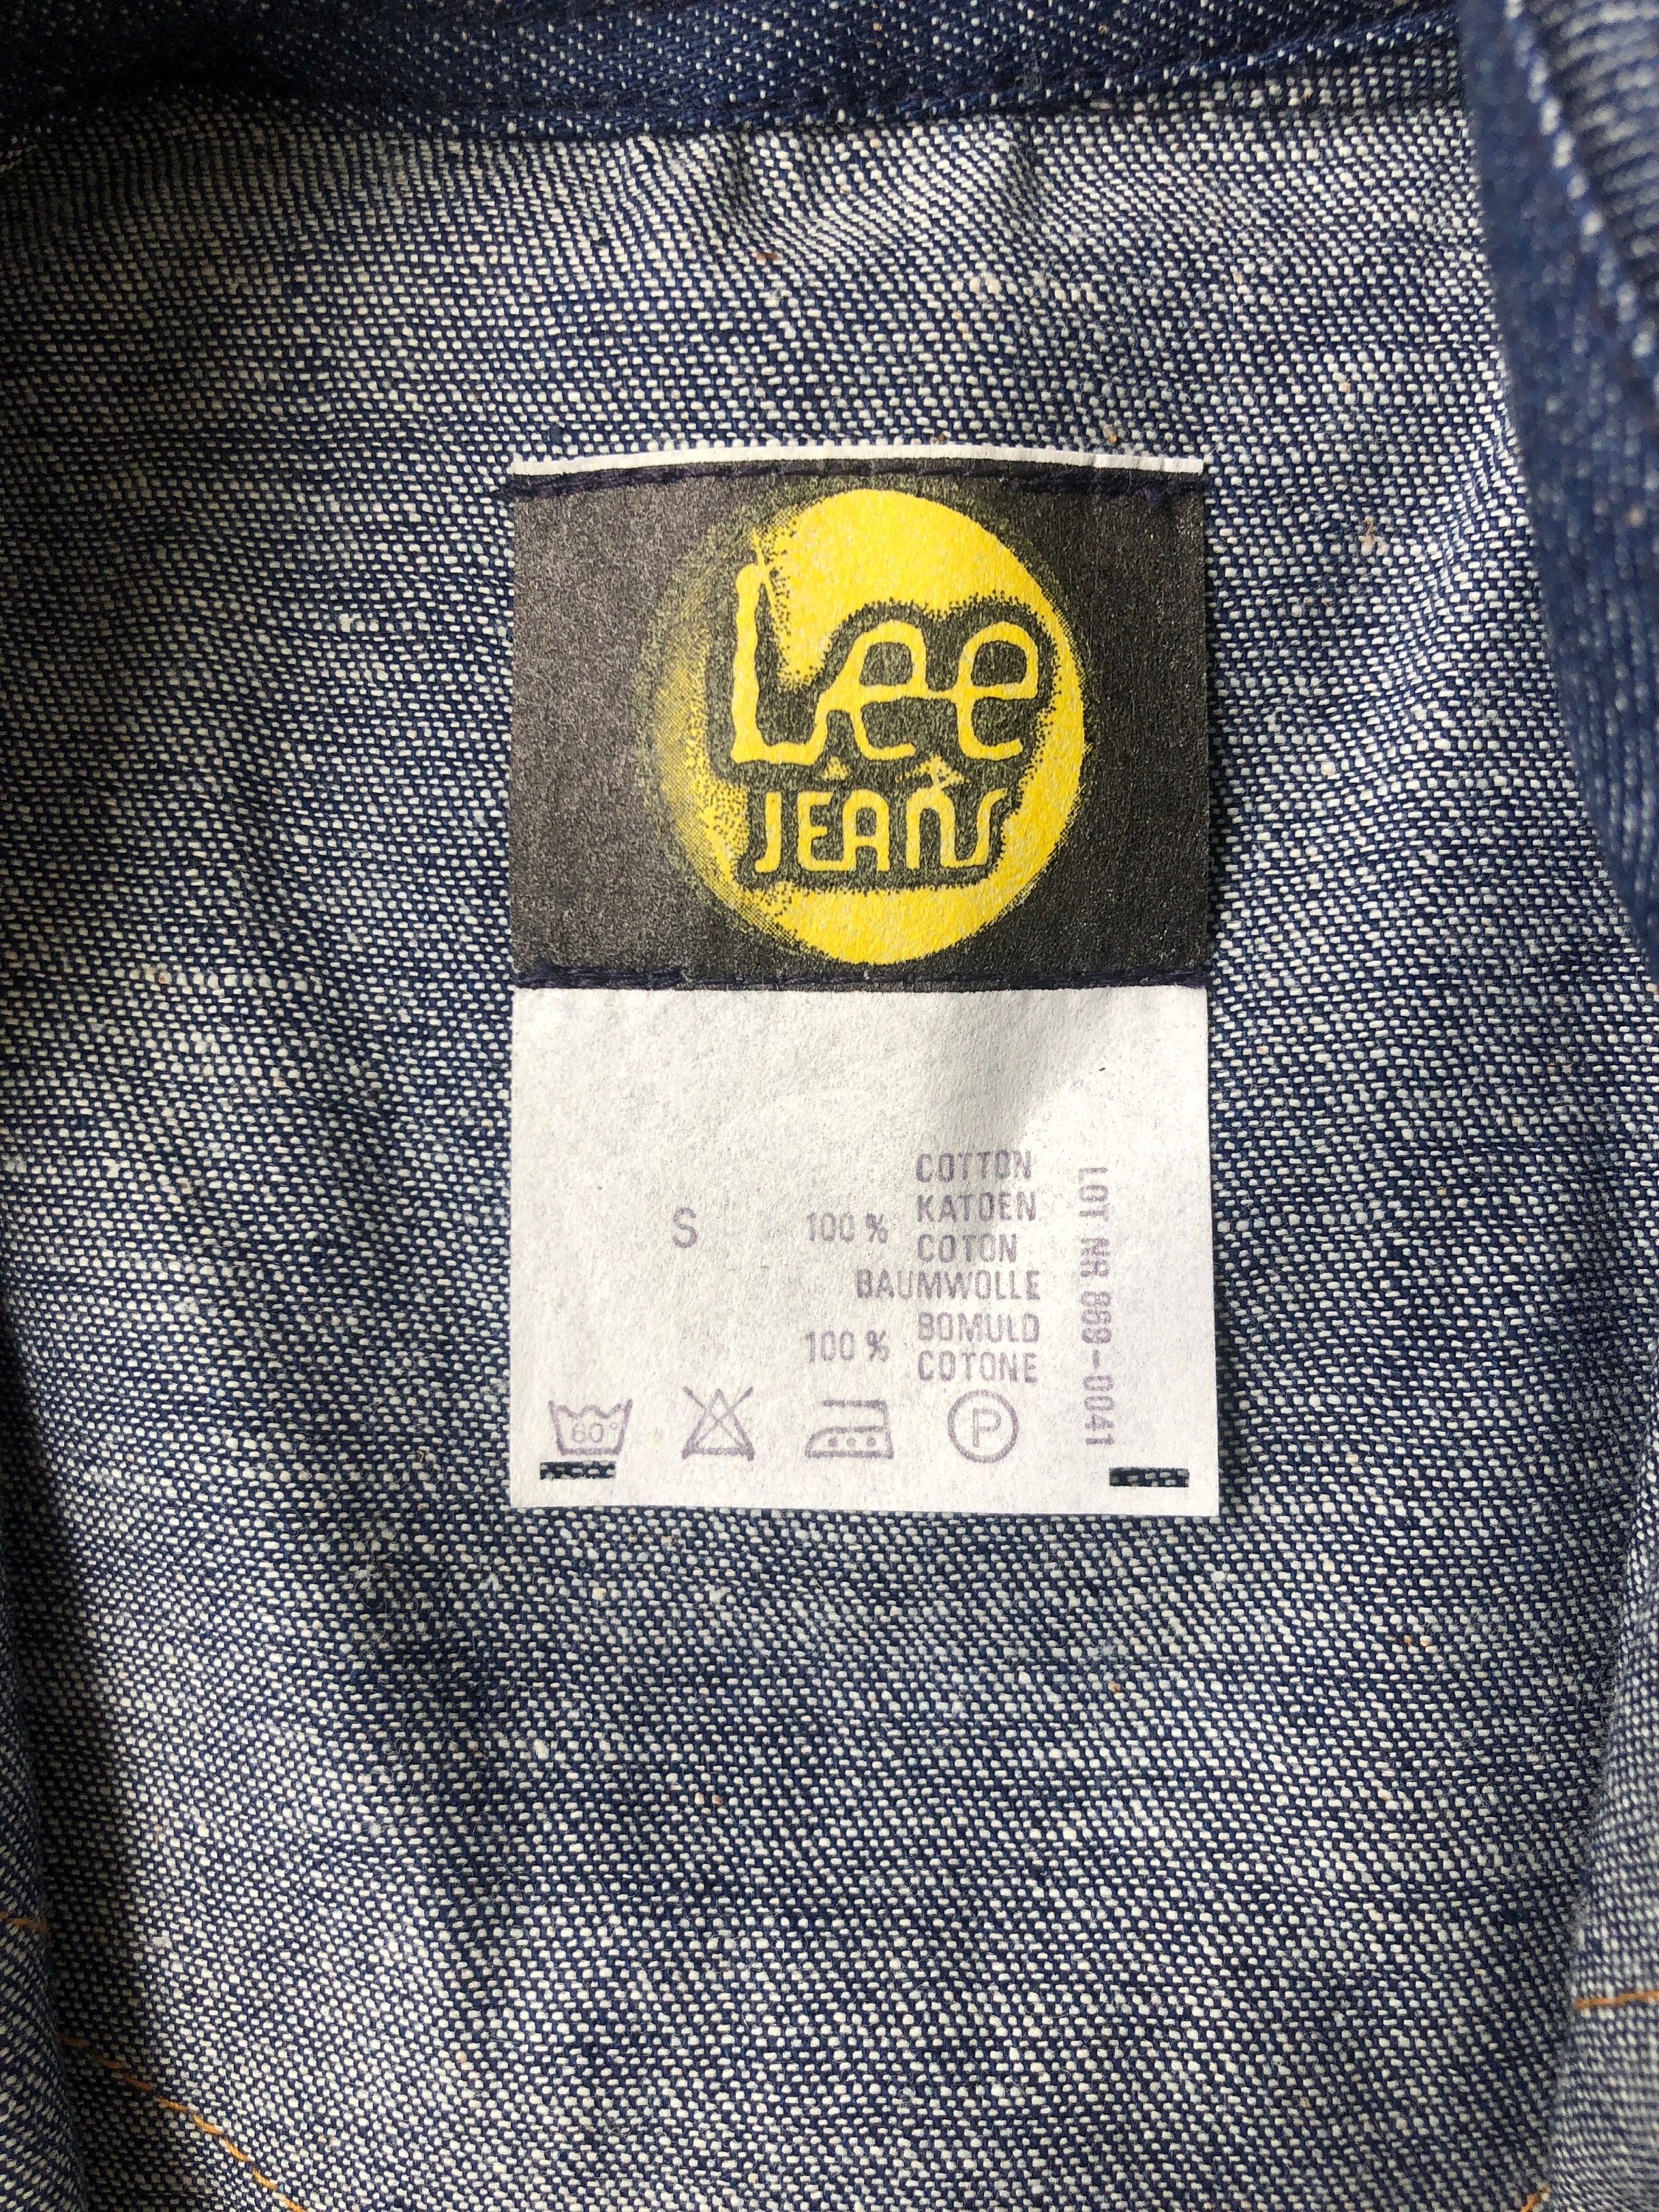 Lee
JEANS
S
100 %
COTTON
KATOEN
COTON
BAUMWOLLE
100 %
BOMULD
COTONE
60
P
LOT NR 869-0041